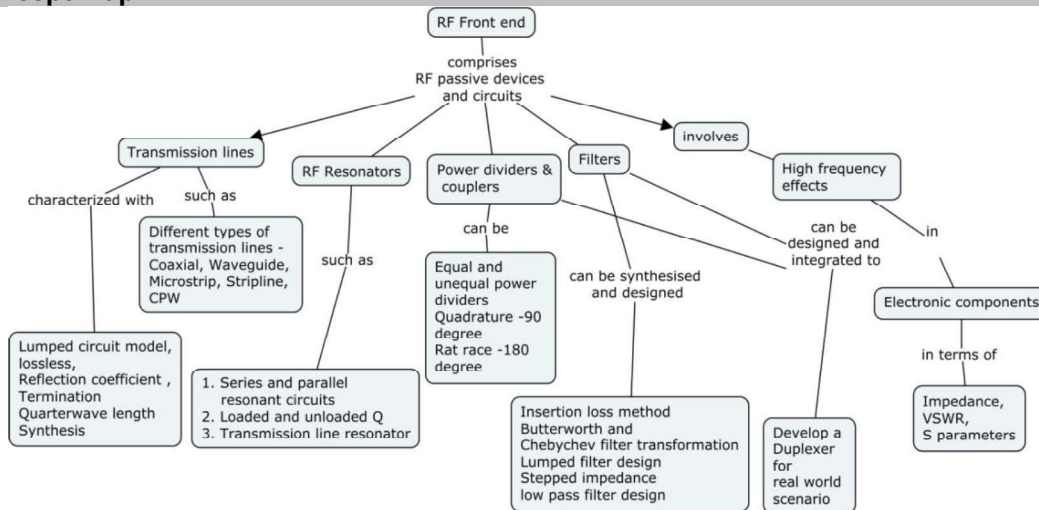 RF Front end
comprises
RF passive devices
and circuits
Transmission lines
RF Resonators
Power dividers &
couplers
Filters
involves
High frequency
effects
characterized with
such as
Different types of
transmission lines -
Coaxial, Waveguide,
Microstrip, Stripline,
CPW
such as
can be
Equal and
unequal power
dividers
Quadrature -90
degree
Rat race -180
degree
can be synthesised
and designed
can be
designed and
integrated to
in
Electronic components
in terms of
Lumped circuit model,
lossless,
Reflection coefficient ,
Termination
Quarterwave length
Synthesis
1. Series and parallel
resonant circuits
2. Loaded and unloaded Q
3. Transmission line resonator
Insertion loss method
Butterworth and
Chebychev filter transformation
Lumped filter design
Stepped impedance
low pass filter design
Develop a
Duplexer
for
real world
scenario
Impedance,
VSWR,
S parameters